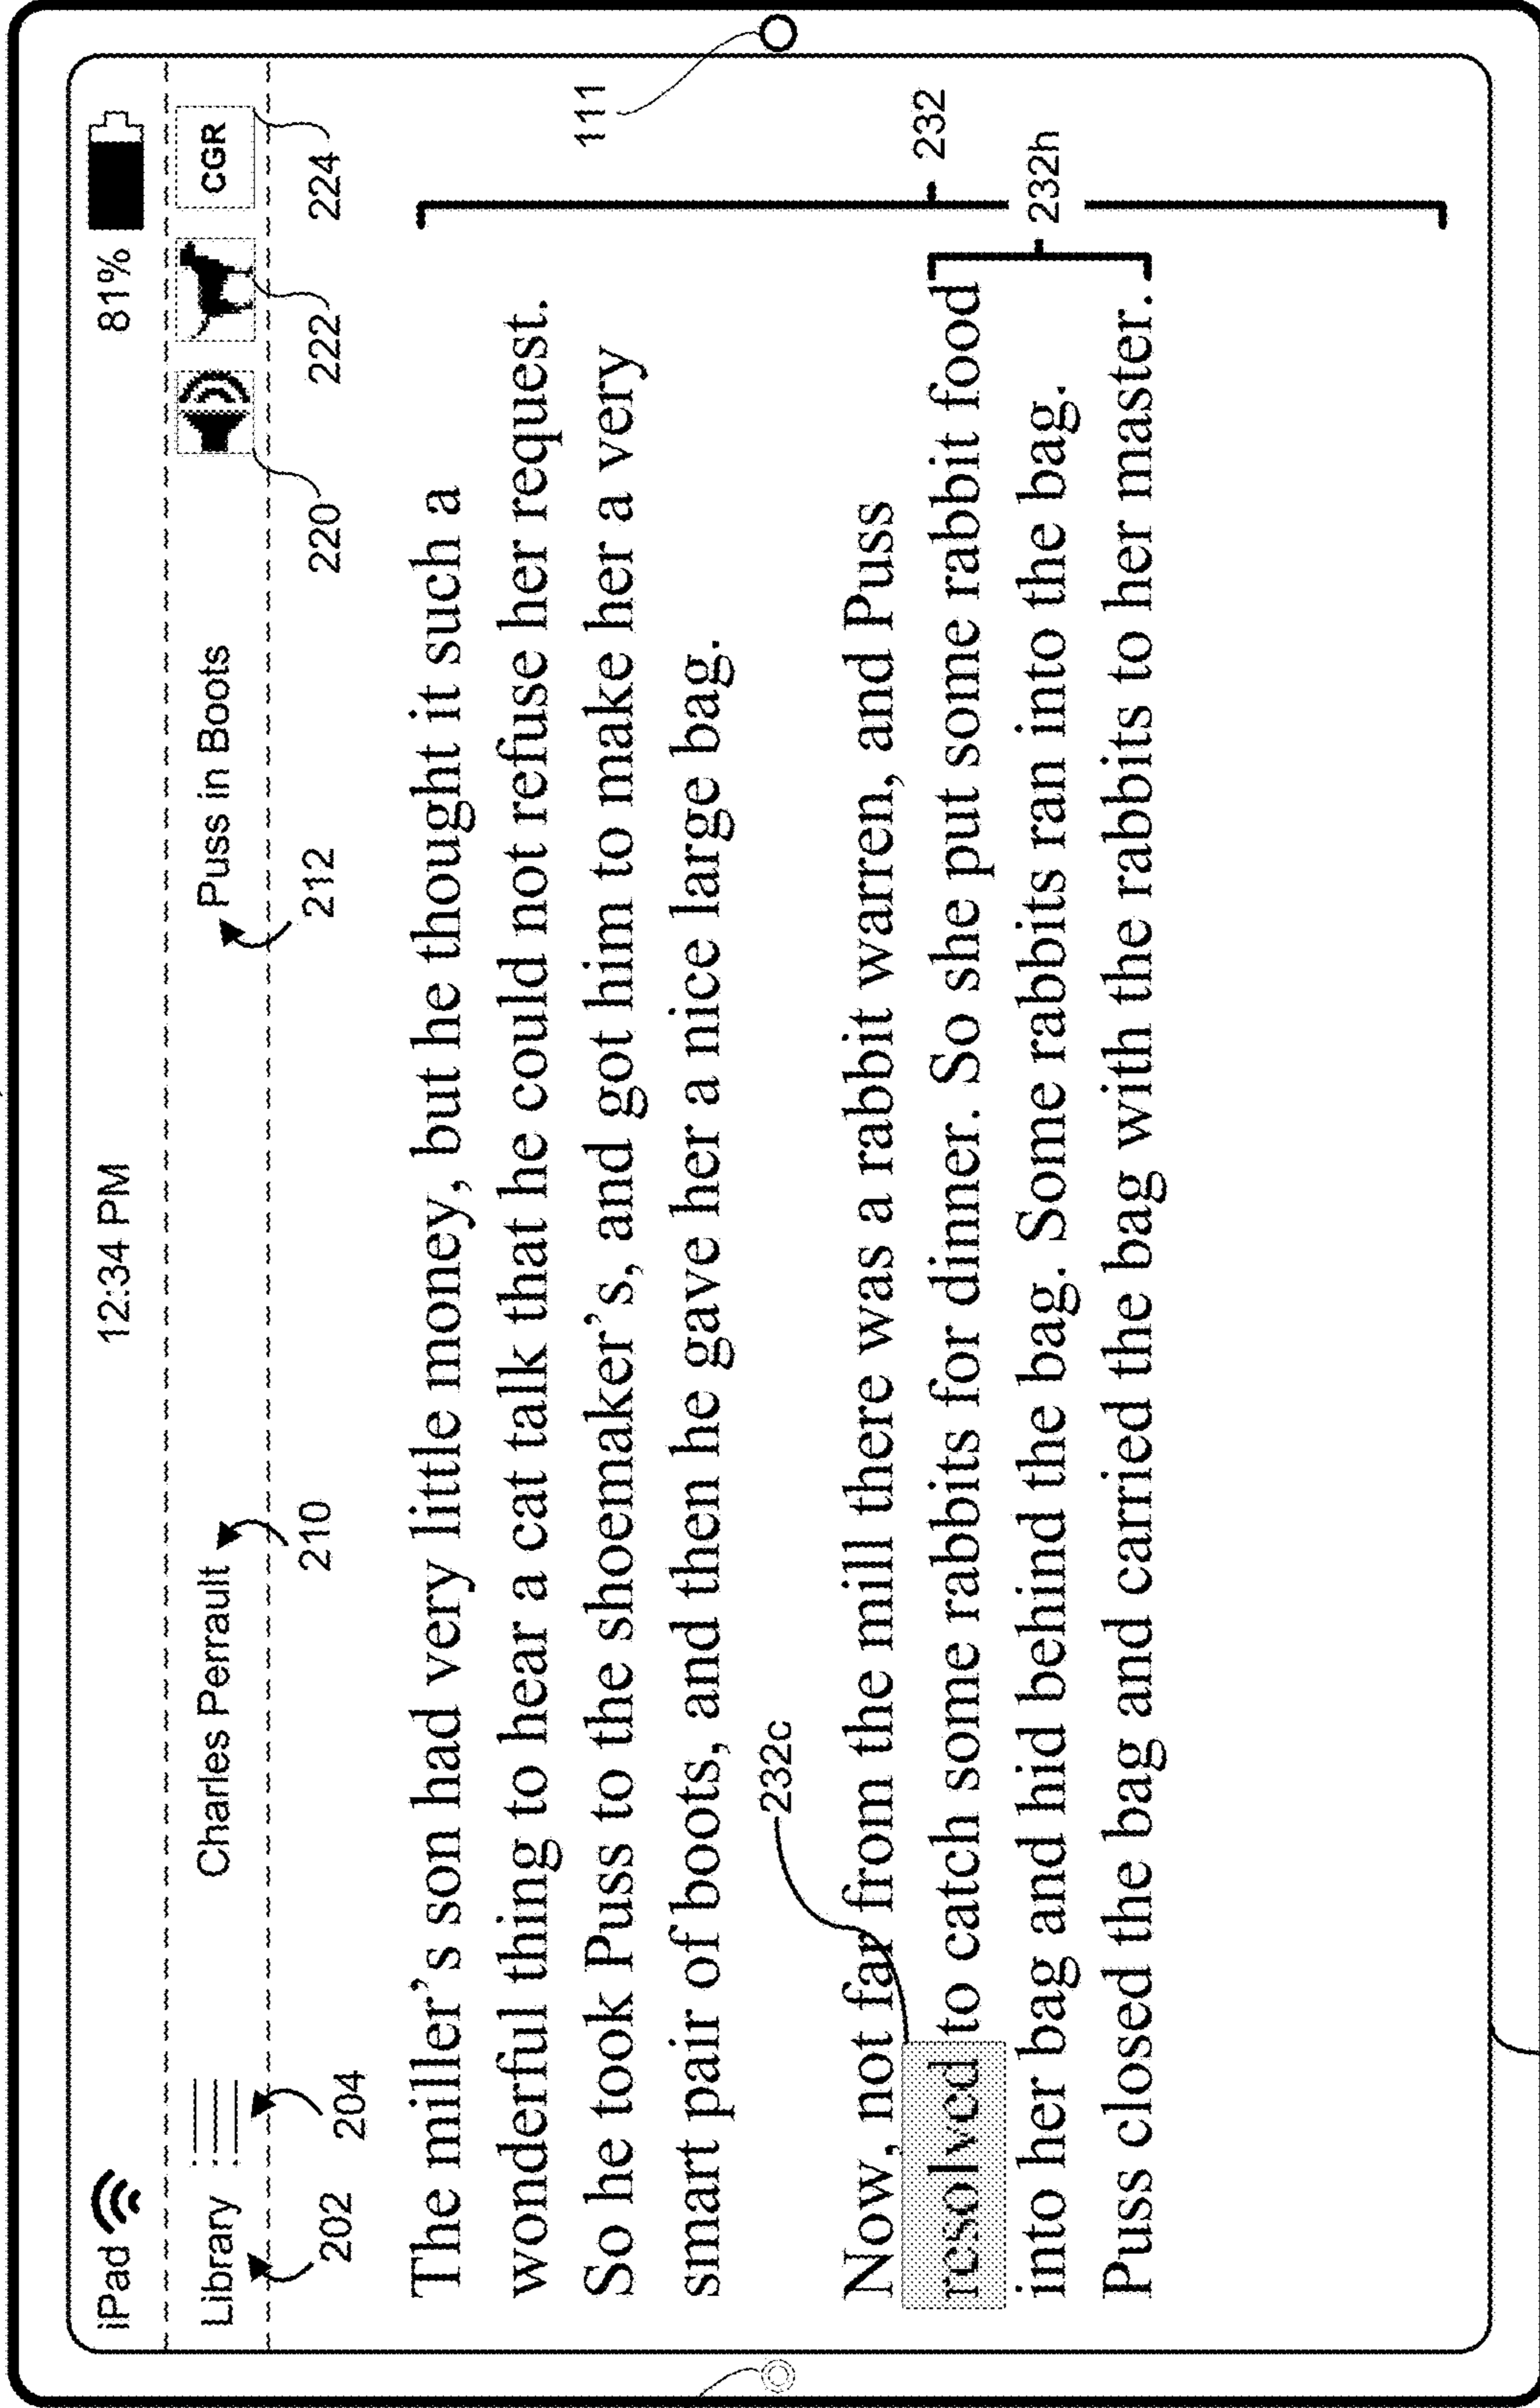 iPad 12:34 PM 81%
Library Charles Perrault Puss in Boots CGR
202 204 210 212 220 222 224
The miller's son had very little money, but he thought it such a
wonderful thing to hear a cat talk that he could not refuse her request.
So he took Puss to the shoemaker's, and got him to make her a very
smart pair of boots, and then he gave her a nice large bag.
111
232c
Now, not far from the mill there was a rabbit warren, and Puss
232
resolved to catch some rabbits for dinner. So she put some rabbit food
into her bag and hid behind the bag. Some rabbits ran into the bag.
232h
Puss closed the bag and carried the bag with the rabbits to her master.